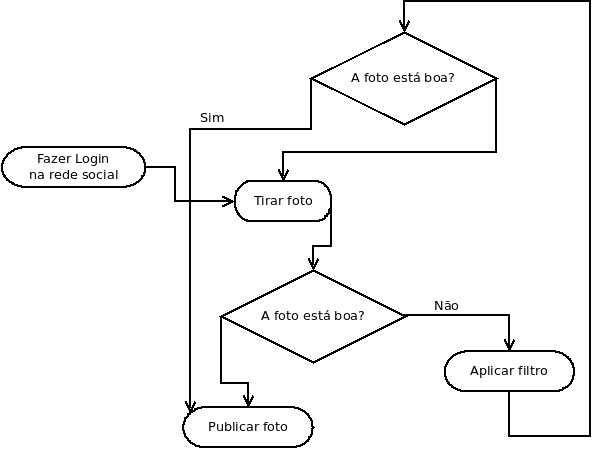 A foto está boa?
Sim
Fazer Login
na rede social
Tirar foto
Não
A foto está boa?
Aplicar filtro
Publicar foto